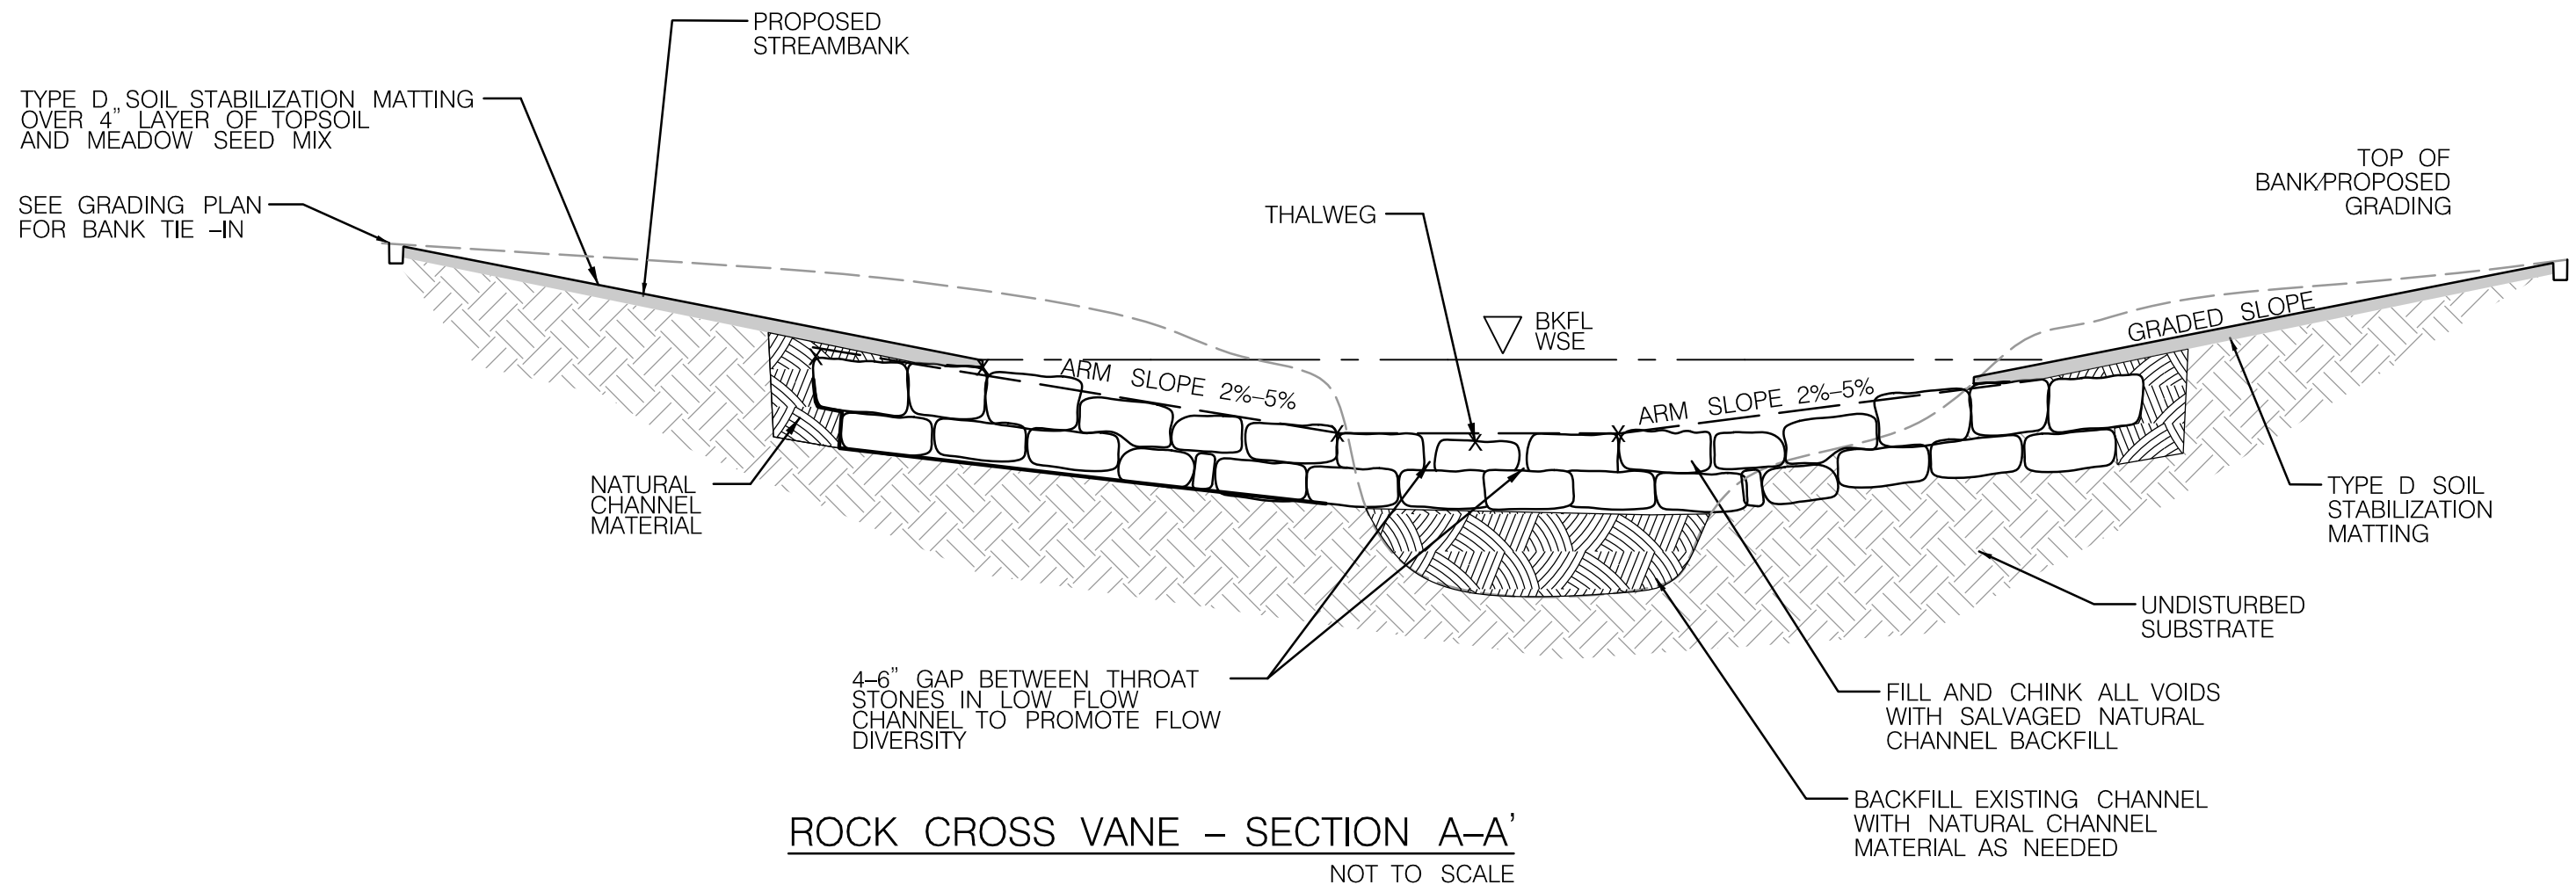 PROPOSED
STREAMBANK
TYPE D SOIL STABILIZATION MATTING
OVER 4" LAYER OF TOPSOIL
AND MEADOW SEED MIX
SEE GRADING PLAN
FOR BANK TIE –IN
TOP OF
BANK/PROPOSED
GRADING
THALWEG
BKFL
WSE
GRADED SLOPE
ARM SLOPE 2%–5%
ARM SLOPE 2%–5%
NATURAL
CHANNEL
MATERIAL
TYPE D SOIL
STABILIZATION
MATTING
UNDISTURBED
SUBSTRATE
4–6" GAP BETWEEN THROAT
STONES IN LOW FLOW
CHANNEL TO PROMOTE FLOW
DIVERSITY
FILL AND CHINK ALL VOIDS
WITH SALVAGED NATURAL
CHANNEL BACKFILL
BACKFILL EXISTING CHANNEL
WITH NATURAL CHANNEL
MATERIAL AS NEEDED
ROCK CROSS VANE – SECTION A–A'
NOT TO SCALE